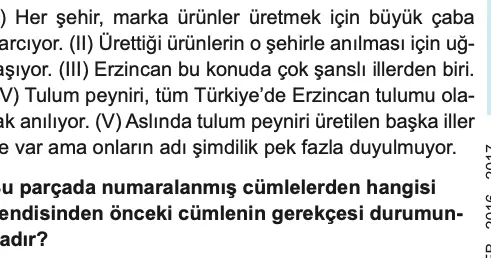 ) Her şehir, marka ürünler üretmek için büyük çaba
arcıyor. (II) Ürettiği ürünlerin o şehirle anılması için uğ-
aşıyor. (III) Erzincan bu konuda çok şanslı illerden biri.
V) Tulum peyniri, tüm Türkiye’de Erzincan tulumu ola-
ak anılıyor. (V) Aslında tulum peyniri üretilen başka iller
e var ama onların adı şimdilik pek fazla duyulmuyor.
u parçada numaralanmış cümlelerden hangisi
endisinden önceki cümlenin gerekçesi durumun-
adır?
2016 2017